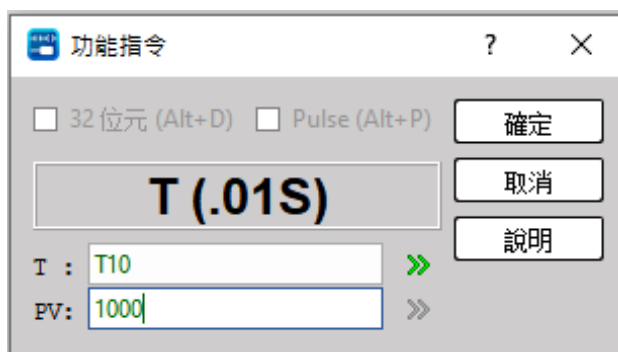 功能指令 ?
32 位元 (Alt+D) Pulse (Alt+P) 確定
T (.01S) 取消
說明
T : T10
PV: 1000